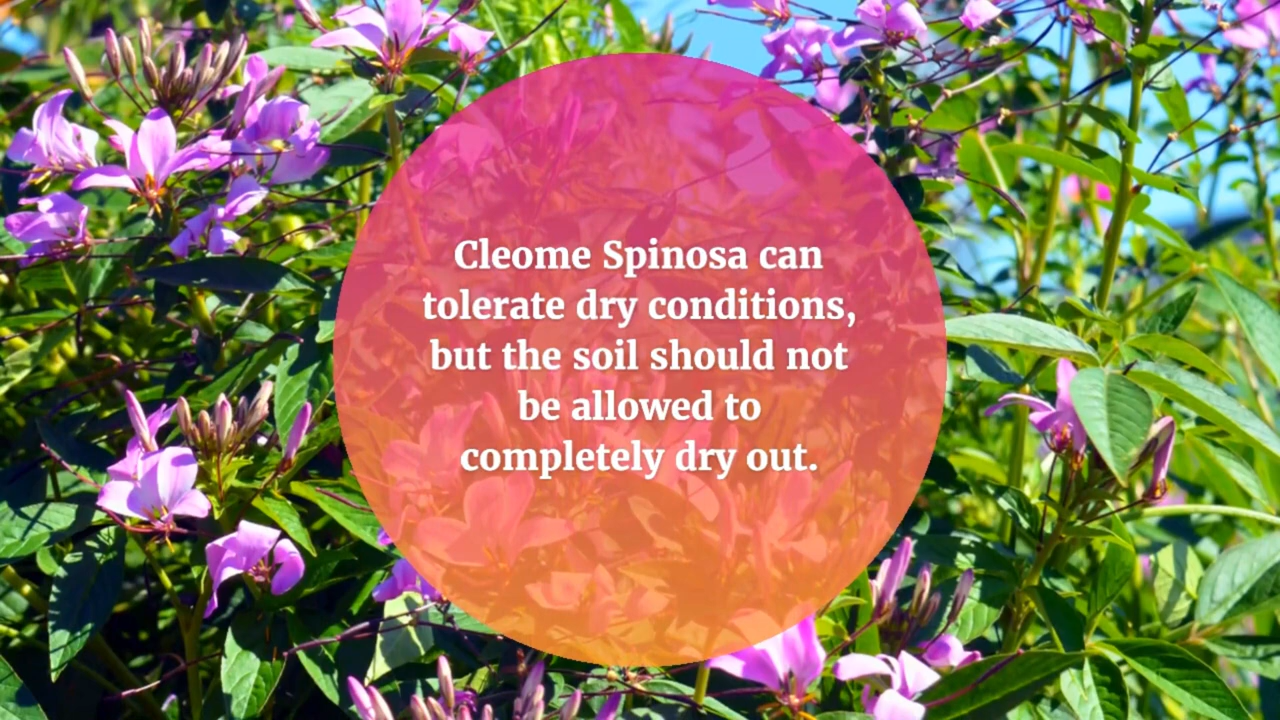 Cleome Spinosa can
tolerate dry conditions,
but the soil should not
be allowed to
completely dry out.